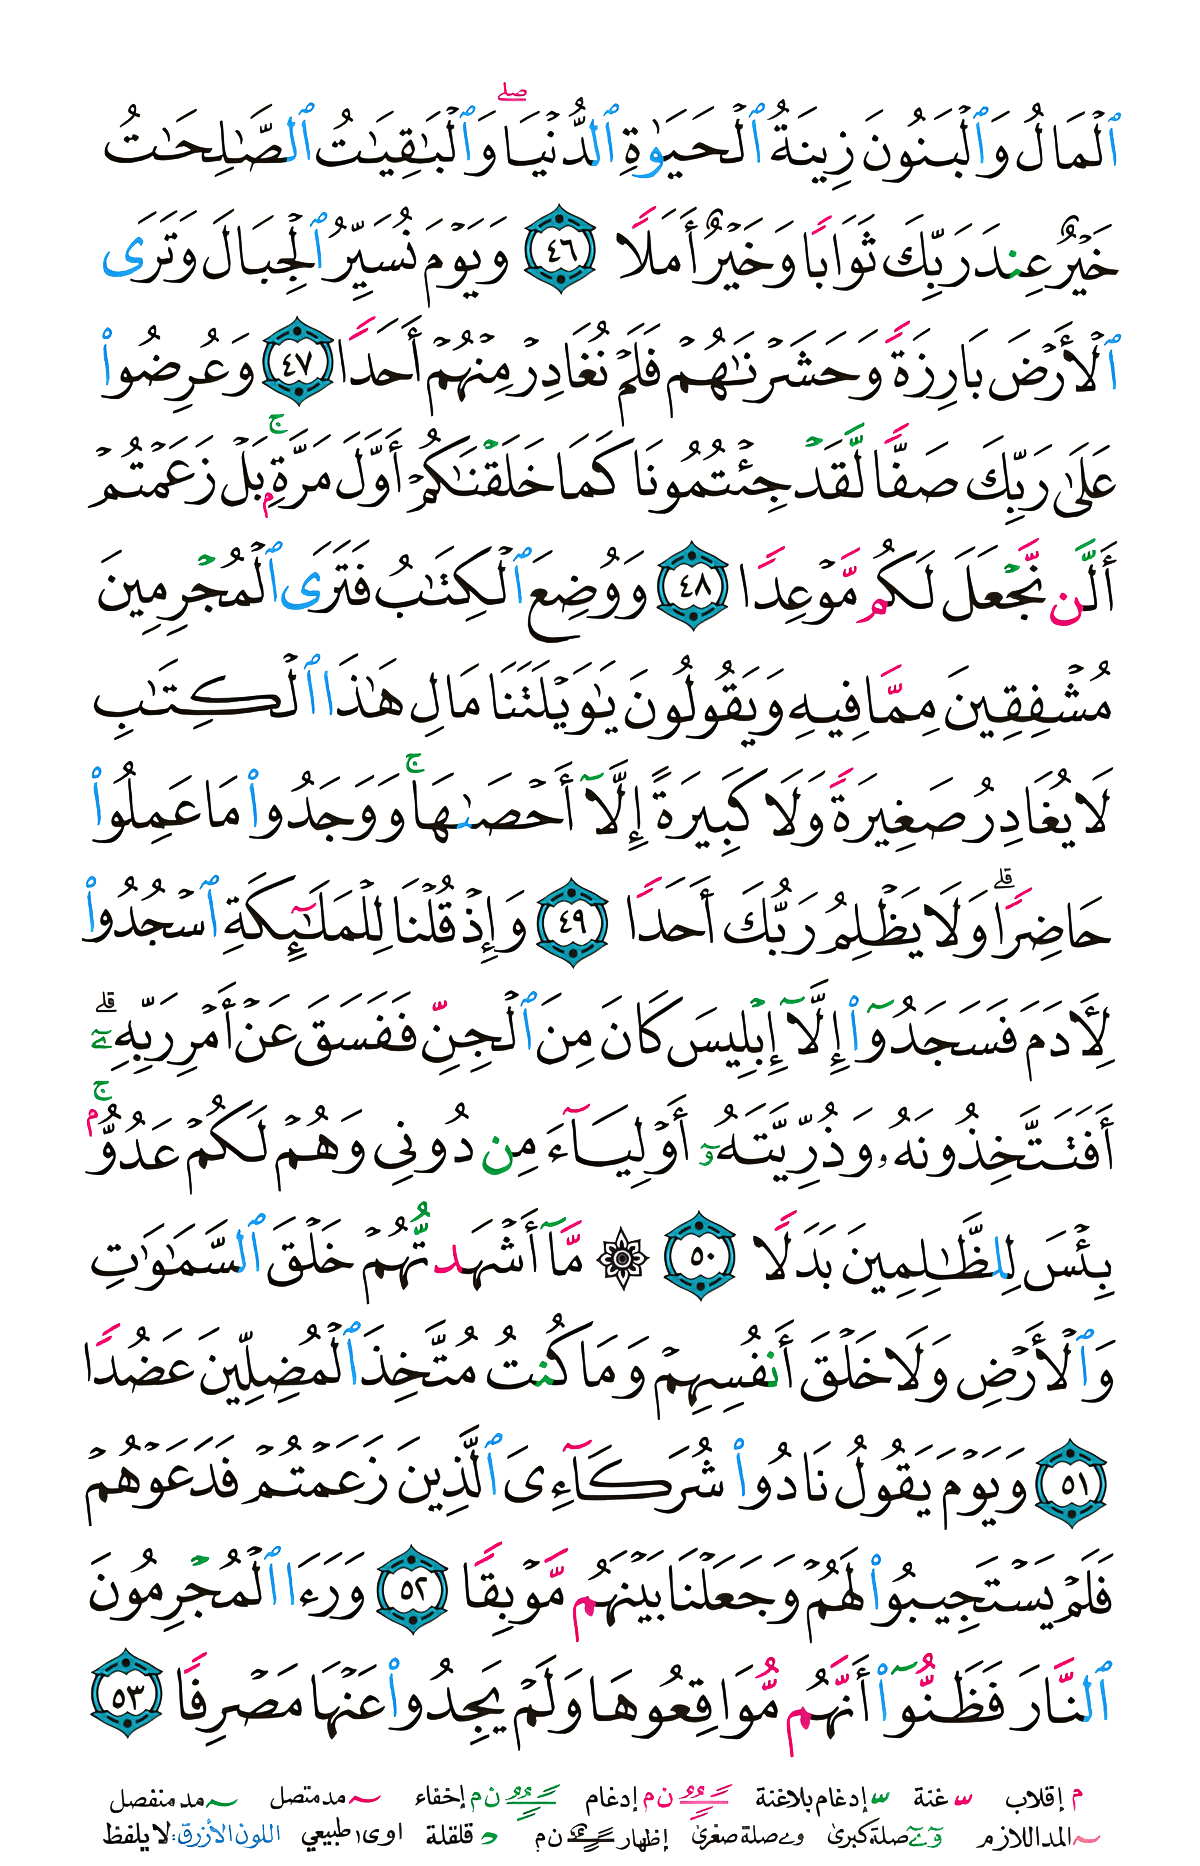 ٱلْمَالُ وَٱلْبَنُونَ زِينَةُ ٱلْحَيَوٰةِ ٱلدُّنْيَا ۖ وَٱلْبَٰقِيَٰتُ ٱلصَّٰلِحَٰتُ
خَيْرٌ عِندَ رَبِّكَ ثَوَابًا وَخَيْرٌ أَمَلًا ٤٦ وَيَوْمَ نُسَيِّرُ ٱلْجِبَالَ وَتَرَى
ٱلْأَرْضَ بَارِزَةً وَحَشَرْنَٰهُمْ فَلَمْ نُغَادِرْ مِنْهُمْ أَحَدًا ٤٧ وَعُرِضُوا۟
عَلَىٰ رَبِّكَ صَفًّا لَّقَدْ جِئْتُمُونَا كَمَا خَلَقْنَٰكُمْ أَوَّلَ مَرَّةٍۭ ۚ بَلْ زَعَمْتُمْ
أَلَّن نَّجْعَلَ لَكُم مَّوْعِدًا ٤٨ وَوُضِعَ ٱلْكِتَٰبُ فَتَرَى ٱلْمُجْرِمِينَ
مُشْفِقِينَ مِمَّا فِيهِ وَيَقُولُونَ يَٰوَيْلَتَنَا مَالِ هَٰذَا ٱلْكِتَٰبِ
لَا يُغَادِرُ صَغِيرَةً وَلَا كَبِيرَةً إِلَّآ أَحْصَىٰهَا ۚ وَوَجَدُوا۟ مَا عَمِلُوا۟
حَاضِرًا ۗ وَلَا يَظْلِمُ رَبُّكَ أَحَدًا ٤٩ وَإِذْ قُلْنَا لِلْمَلَٰٓئِكَةِ ٱسْجُدُوا۟
لِءَادَمَ فَسَجَدُوٓا۟ إِلَّآ إِبْلِيسَ كَانَ مِنَ ٱلْجِنِّ فَفَسَقَ عَنْ أَمْرِ رَبِّهِۦٓ ۗ
أَفَتَتَّخِذُونَهُۥ وَذُرِّيَّتَهُۥٓ أَوْلِيَآءَ مِن دُونِى وَهُمْ لَكُمْ عَدُوٌّۢ ۚ
بِئْسَ لِلظَّٰلِمِينَ بَدَلًا ٥٠ ۞ مَّآ أَشْهَدتُّهُمْ خَلْقَ ٱلسَّمَٰوَٰتِ
وَٱلْأَرْضِ وَلَا خَلْقَ أَنفُسِهِمْ وَمَا كُنتُ مُتَّخِذَ ٱلْمُضِلِّينَ عَضُدًا
٥١ وَيَوْمَ يَقُولُ نَادُوا۟ شُرَكَآءِىَ ٱلَّذِينَ زَعَمْتُمْ فَدَعَوْهُمْ
فَلَمْ يَسْتَجِيبُوا۟ لَهُمْ وَجَعَلْنَا بَيْنَهُم مَّوْبِقًا ٥٢ وَرَءَا ٱلْمُجْرِمُونَ
ٱلنَّارَ فَظَنُّوٓا۟ أَنَّهُم مُّوَاقِعُوهَا وَلَمْ يَجِدُوا۟ عَنْهَا مَصْرِفًا ٥٣
م إقلاب غنة إدغام بلاغنة ن م إدغام ن م إخفاء مد متصل مد منفصل
المد اللازم صلة كبرى و ے صلة صغرى إظهار ن م قلقلة ا و ى طبيعي اللون الأزرق: لا يلفظ